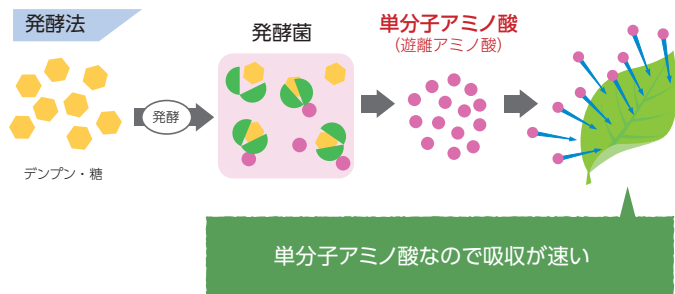 発酵法
デンプン・糖
発酵
発酵菌
単分子アミノ酸
(遊離アミノ酸)
単分子アミノ酸なので吸収が速い